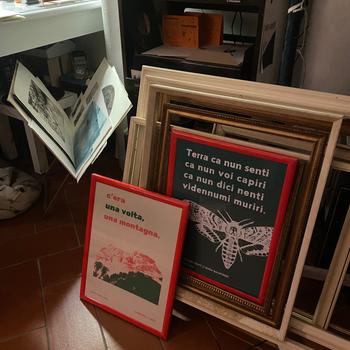 c'era
una volta,
una montagna.
Terra ca nun senti
ca nun voi capiri
ca nun dici nenti
vidennumi muriri.